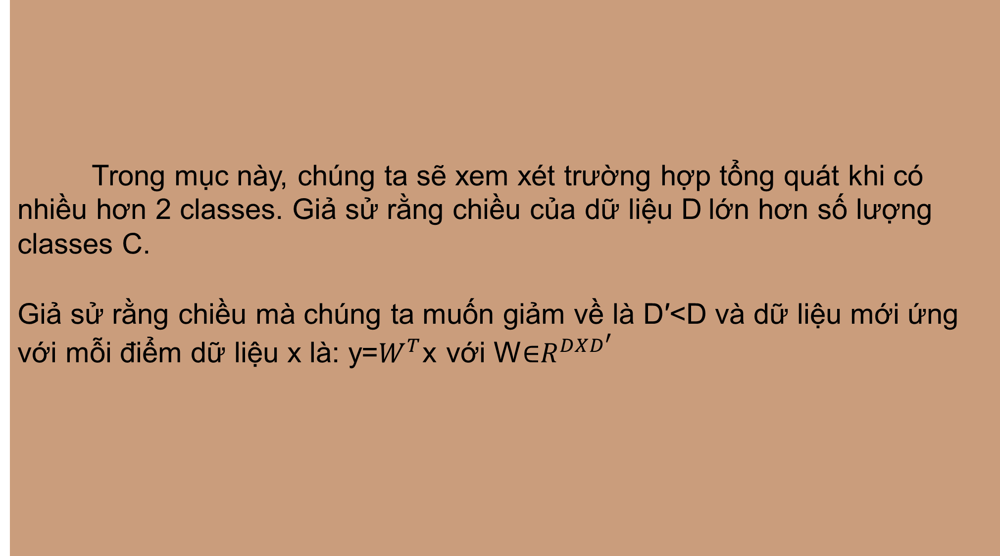 Trong mục này, chúng ta sẽ xem xét trường hợp tổng quát khi có
nhiều hơn 2 classes. Giả sử rằng chiều của dữ liệu D lớn hơn số lượng
classes C.
Giả sử rằng chiều mà chúng ta muốn giảm về là D′<D và dữ liệu mới ứng
với mỗi điểm dữ liệu x là: y=𝑊^𝑇 x với W∈𝑅^{𝐷𝑋𝐷′}